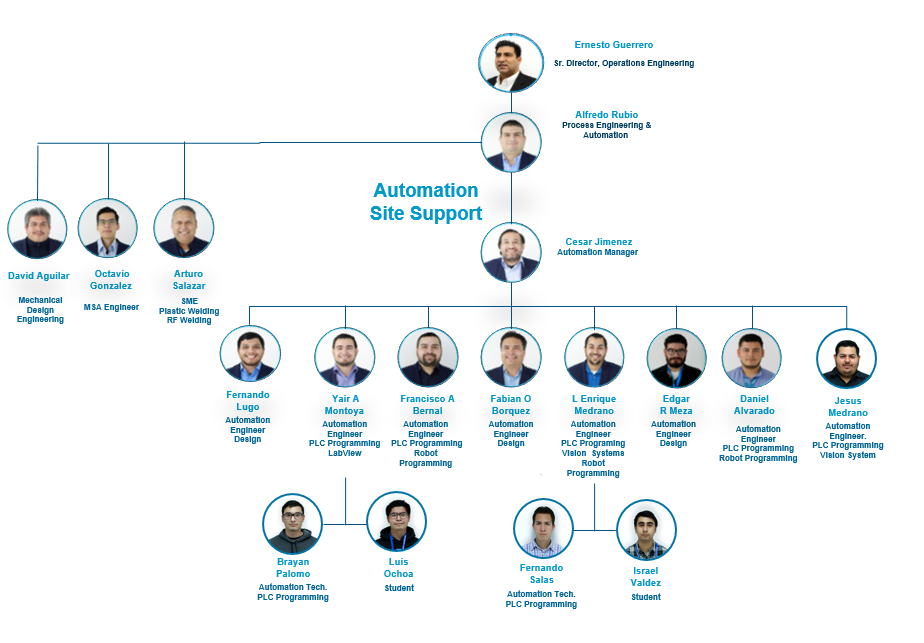 Ernesto Guerrero
Sr. Director, Operations Engineering
Alfredo Rubio
Process Engineering &
Automation
Automation
Site Support
Cesar Jimenez
Automation Manager
David Aguilar
Mechanical
Design
Engineering
Octavio
Gonzalez
MSA Engineer
Arturo
Salazar
SME
Plastic Welding
RF Welding
Fernando
Lugo
Automation
Engineer
Design
Yair A
Montoya
Automation
Engineer
PLC Programming
LabView
Francisco A
Bernal
Automation
Engineer
PLC Programming
Robot
Programming
Fabian O
Borquez
Automation
Engineer
Design
L Enrique
Medrano
Automation
Engineer
PLC Programing
Vision Systems
Robot
Programming
Edgar
R Meza
Automation
Engineer
Design
Daniel
Alvarado
Automation
Engineer
PLC Programming
Robot Programming
Jesus
Medrano
Automation
Engineer.
PLC Programming
Vision System
Brayan
Palomo
Automation Tech.
PLC Programming
Luis
Ochoa
Student
Fernando
Salas
Automation Tech.
PLC Programming
Israel
Valdez
Student